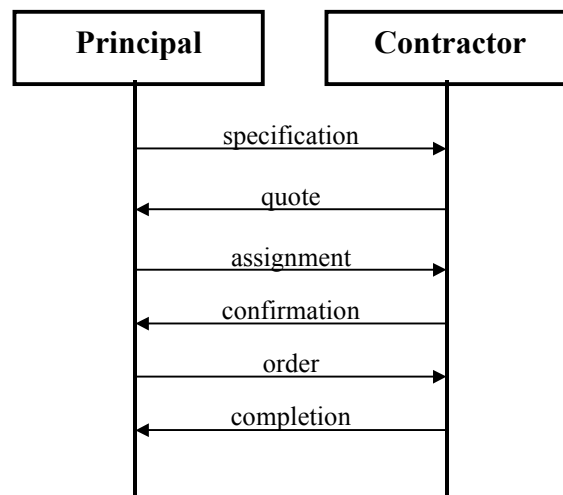 Principal
Contractor
specification
quote
assignment
confirmation
order
completion